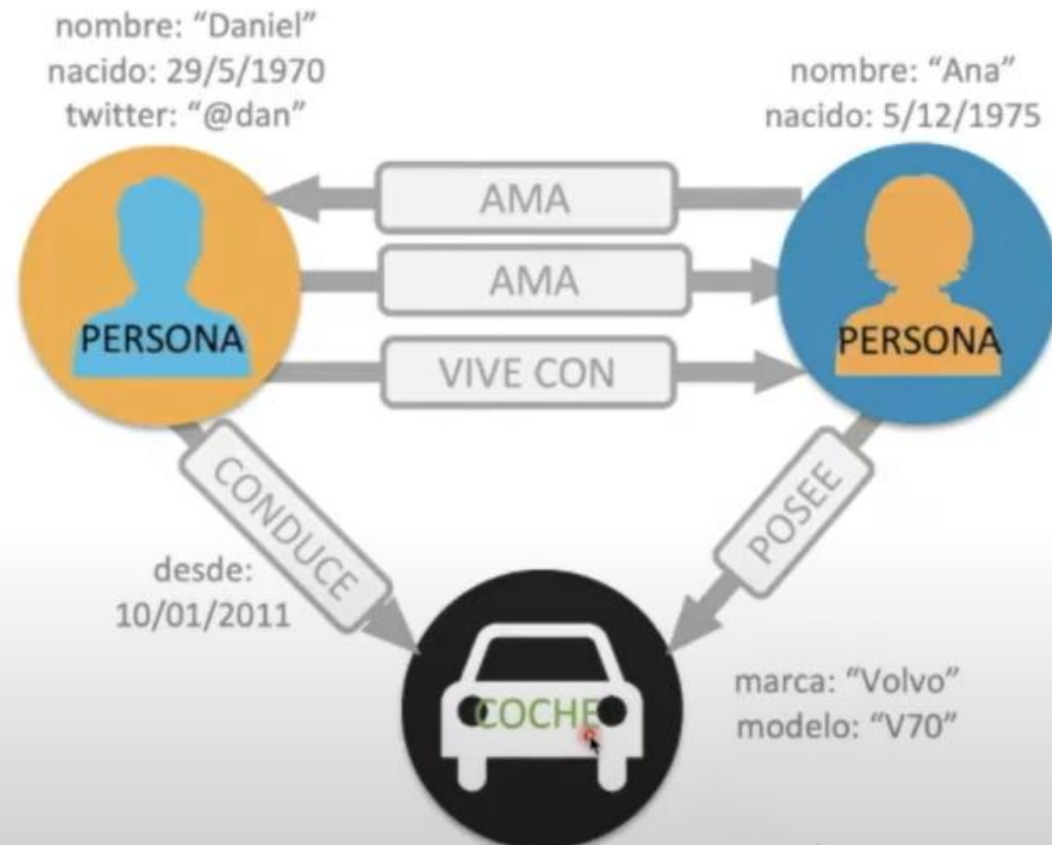 nombre: “Daniel”
nacido: 29/5/1970
twitter: “@dan”
nombre: “Ana”
nacido: 5/12/1975
AMA
AMA
PERSONA
PERSONA
VIVE CON
CONDUCE
POSEE
desde:
10/01/2011
marca: “Volvo”
modelo: “V70”
COCHE